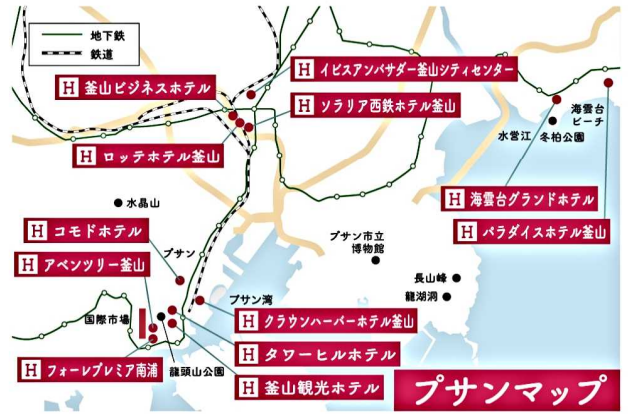 地下鉄
鉄道
H イビスアンバサダー釜山シティセンター
H 釜山ビジネスホテル
H ソラリア西鉄ホテル釜山
海雲台
ビーチ
水営江
冬柏公園
H ロッテホテル釜山
H 海雲台グランドホテル
水晶山
H コモドホテル
H パラダイスホテル釜山
プサン市立
博物館
プサン
H アベンツリー釜山
長山峰
龍湖洞
プサン湾
国際市場
H クラウンハーバーホテル釜山
H タワーヒルホテル
H フォーレプレミア南浦
龍頭山公園
H 釜山観光ホテル
プサンマップ